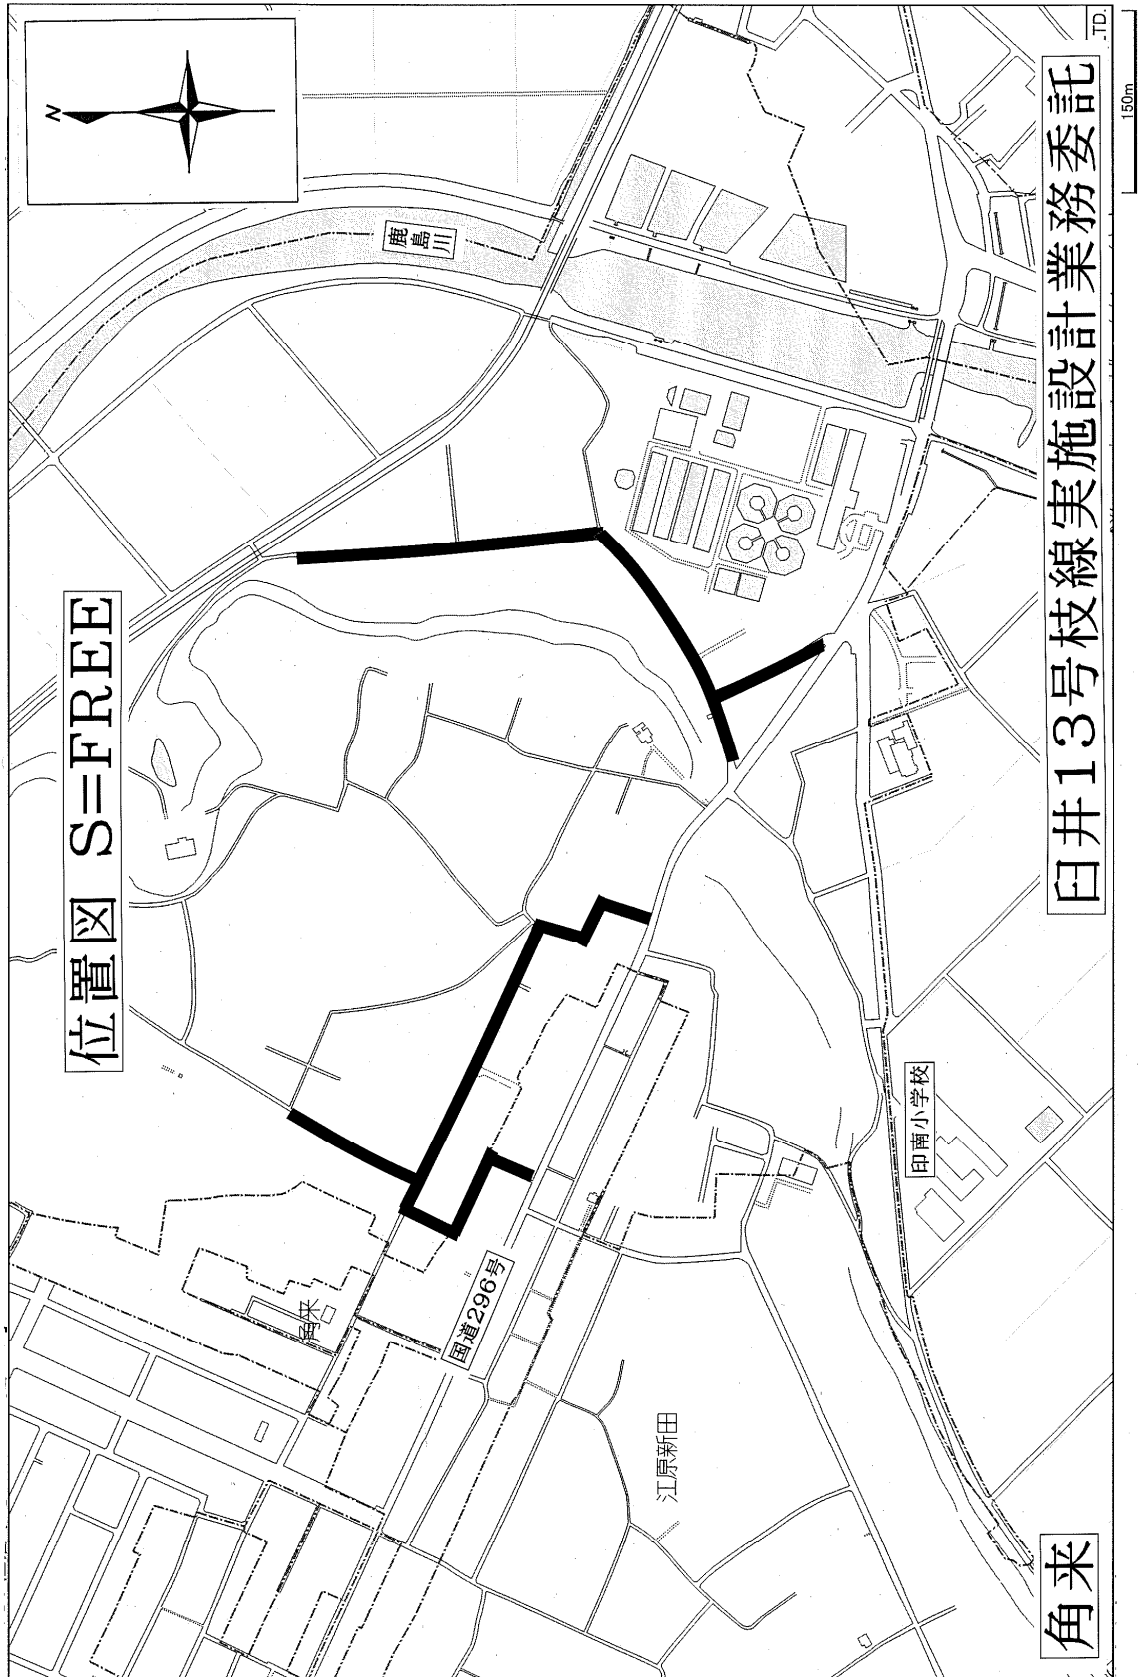 位置図 S=FREE
N
鹿島川
角来
国道296号
江原新田
印南小学校
角来
臼井13号枝線実施設計業務委託
T.D.
150m